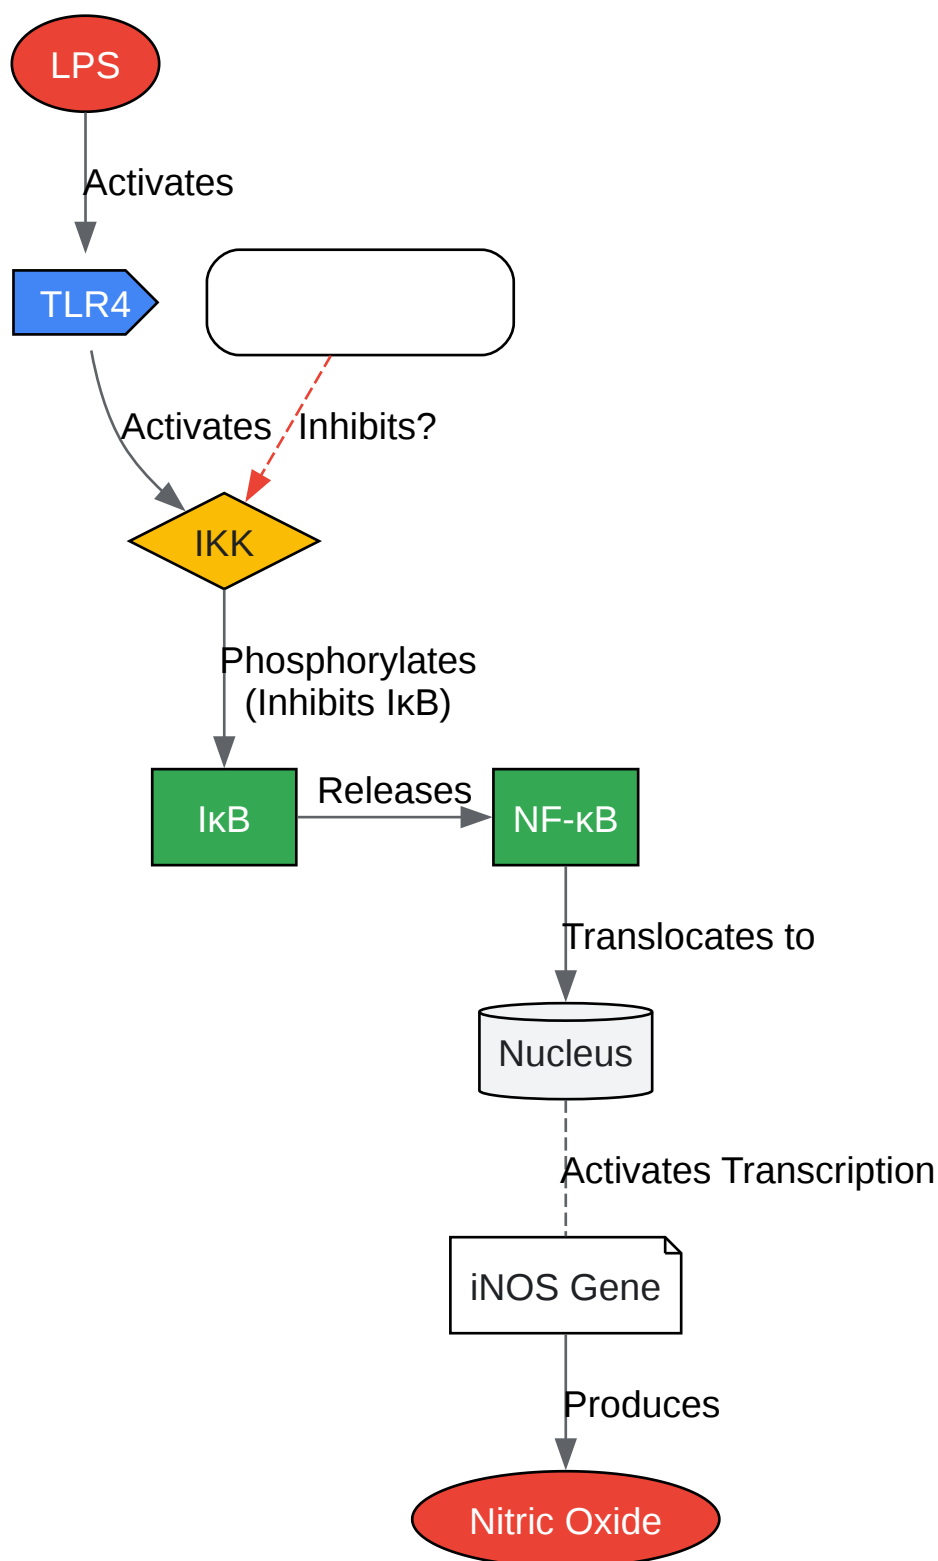 LPS
Activates
TLR4
Activates
Inhibits?
IKK
Phosphorylates
(Inhibits IκB)
IκB
Releases
NF-κB
Translocates to
Nucleus
Activates Transcription
iNOS Gene
Produces
Nitric Oxide